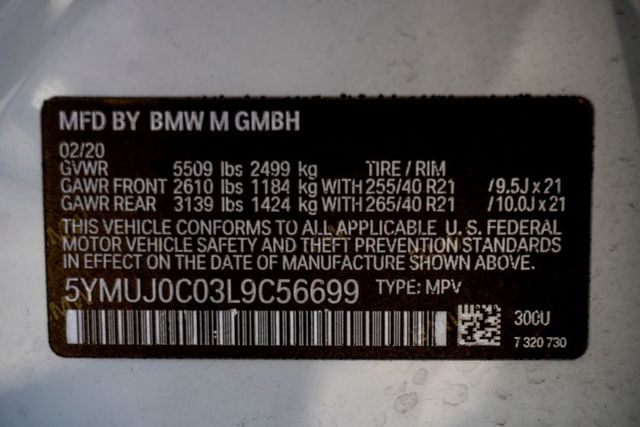 MFD BY BMW M GMBH
02/20
GVWR 5509 lbs 2499 kg TIRE / RIM
GAWR FRONT 2610 lbs 1184 kg WITH 255/40 R21 /9.5J x 21
GAWR REAR 3139 lbs 1424 kg WITH 265/40 R21 /10.0J x 21
THIS VEHICLE CONFORMS TO ALL APPLICABLE U. S. FEDERAL
MOTOR VEHICLE SAFETY AND THEFT PREVENTION STANDARDS
IN EFFECT ON THE DATE OF MANUFACTURE SHOWN ABOVE.
5YMUJ0C03L9C56699 TYPE: MPV
300U
7 320 730